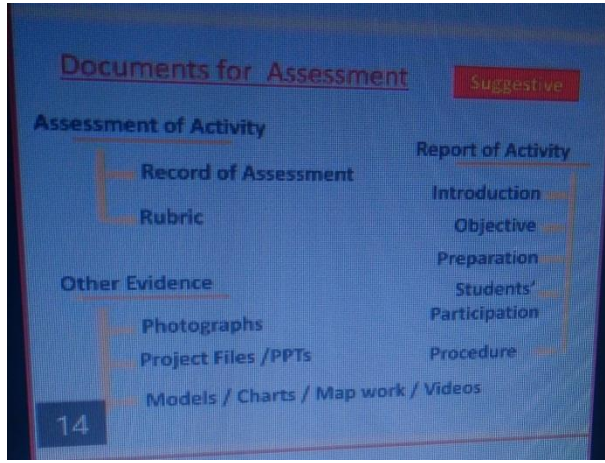 Documents for Assessment
Suggestive
Assessment of Activity
Record of Assessment
Rubric
Other Evidence
Photographs
Project Files /PPTs
Models / Charts / Map work / Videos
Report of Activity
Introduction
Objective
Preparation
Students'
Participation
Procedure
14